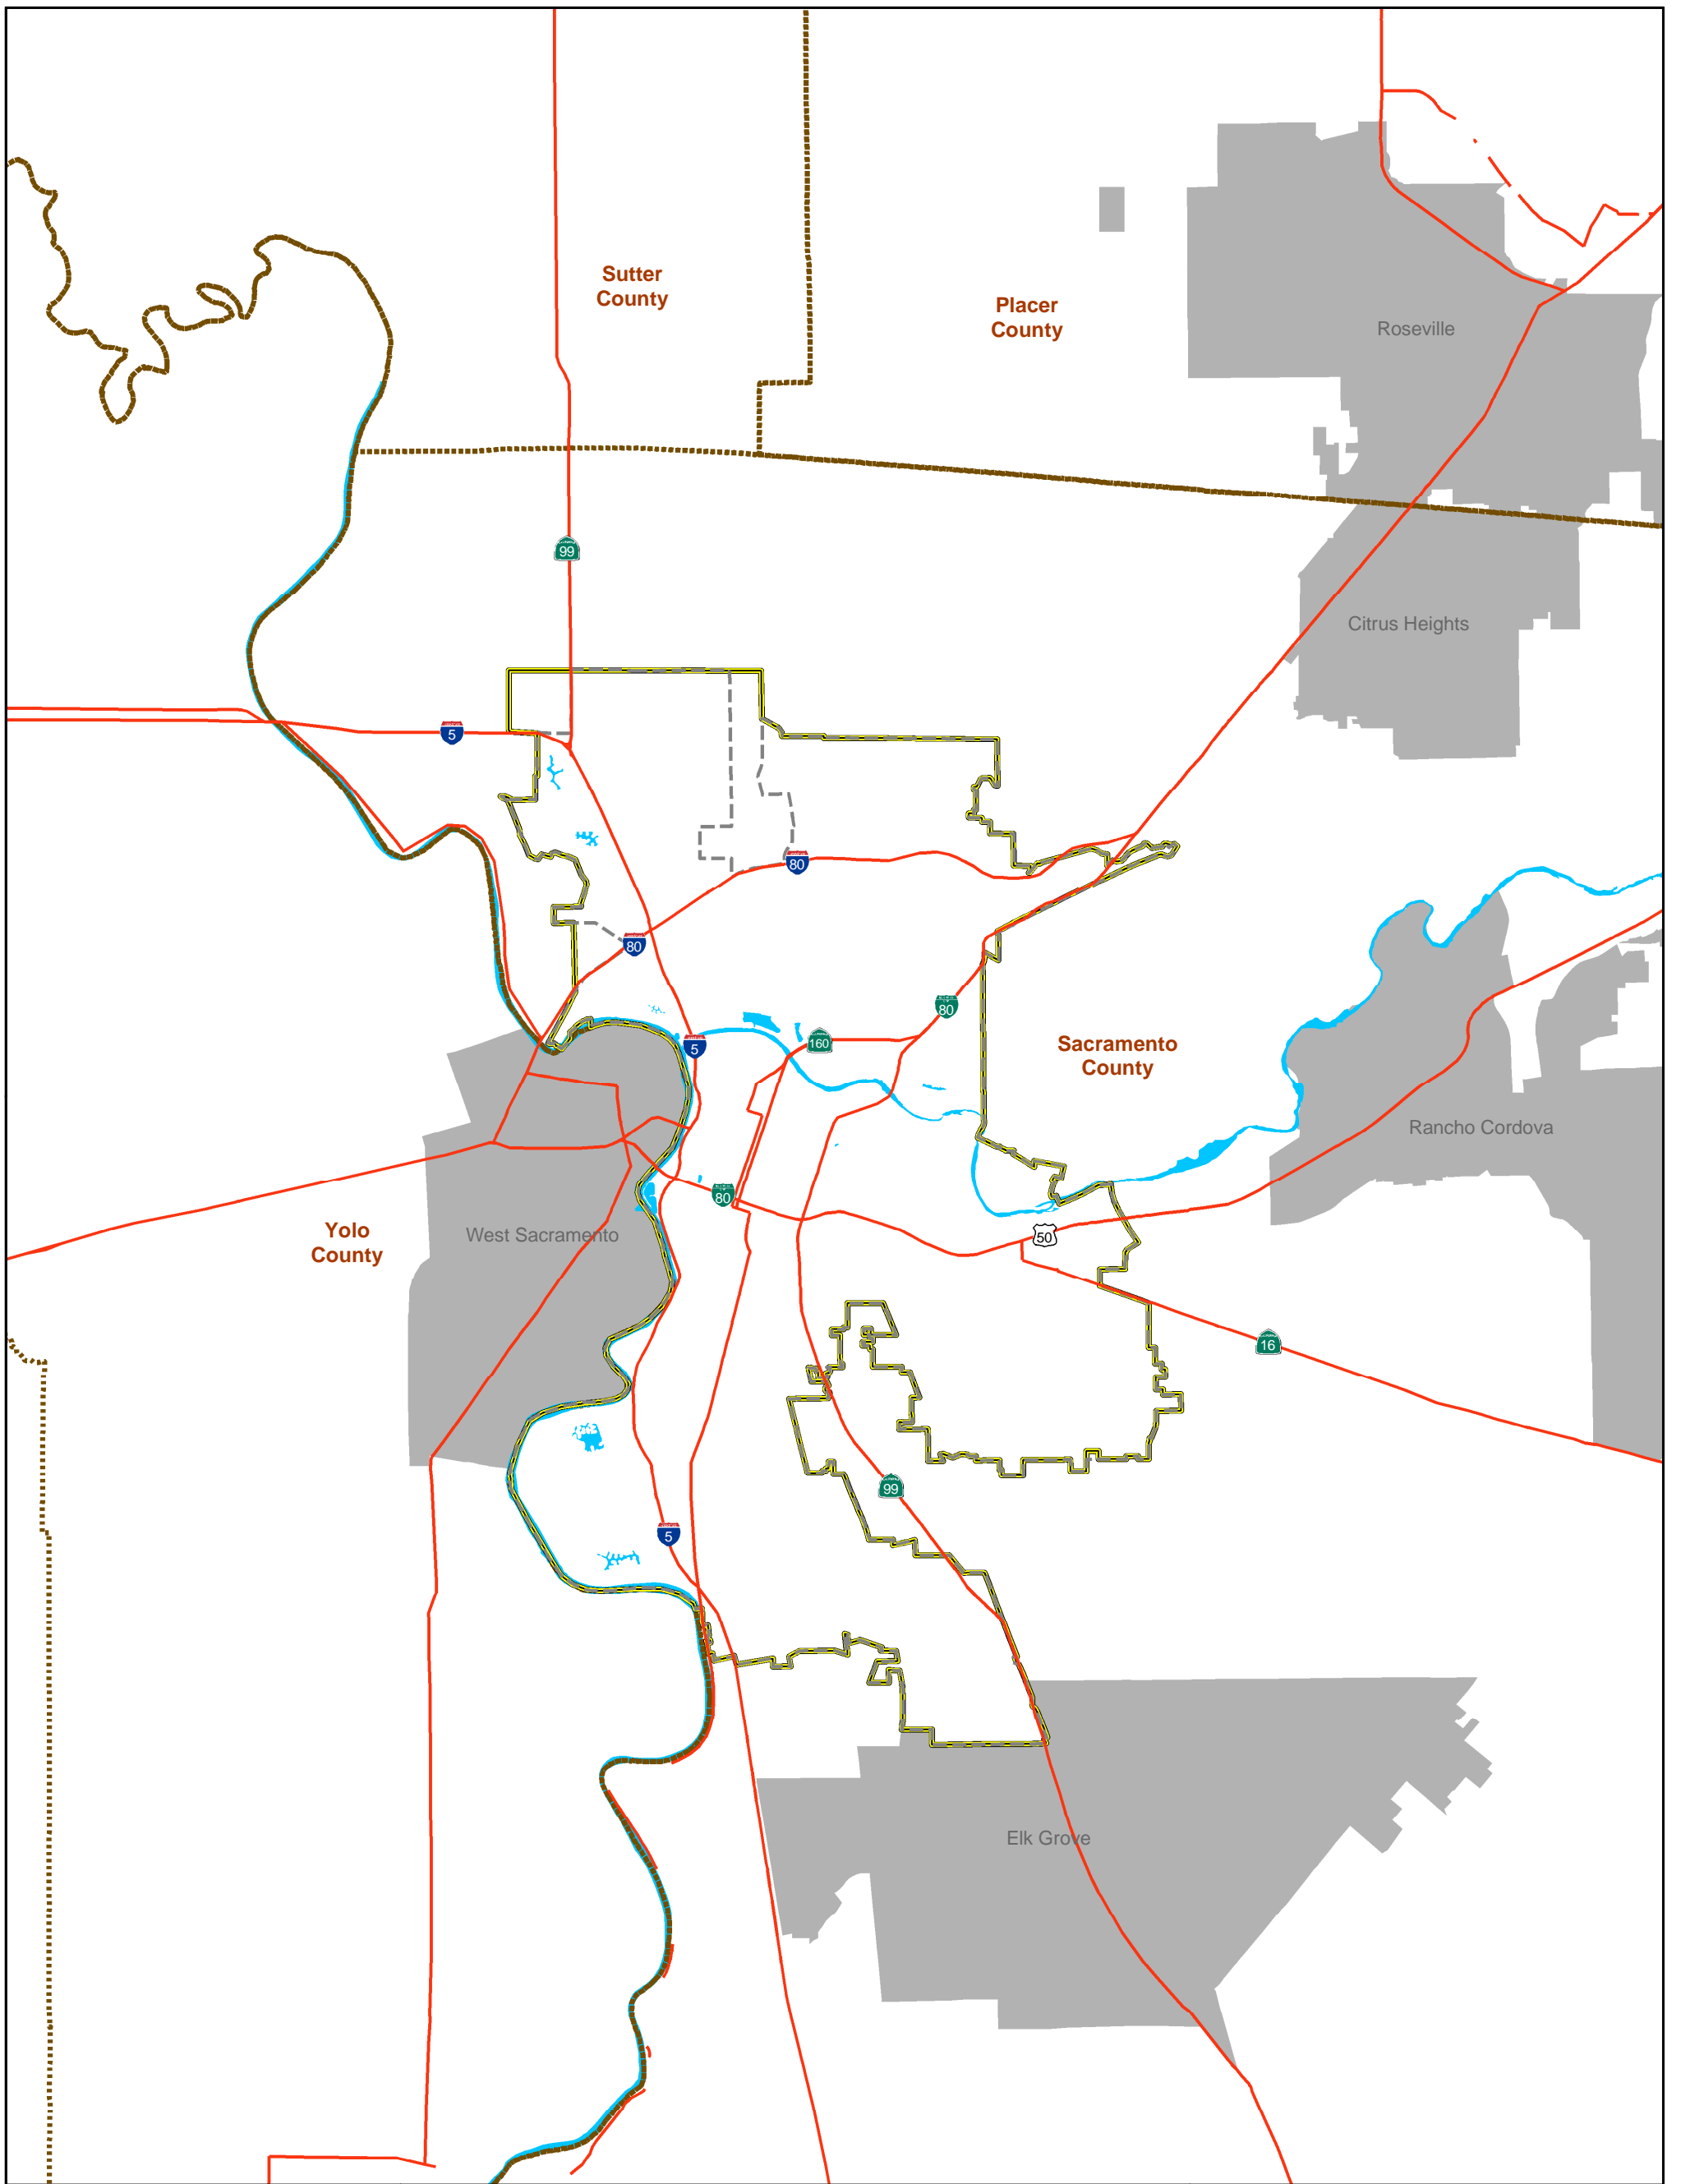 Sutter
County
Placer
County
Roseville
99
Citrus Heights
5
80
80
80
5
160
Sacramento
County
Rancho Cordova
80
Yolo
County
West Sacramento
50
16
99
5
Elk Grove